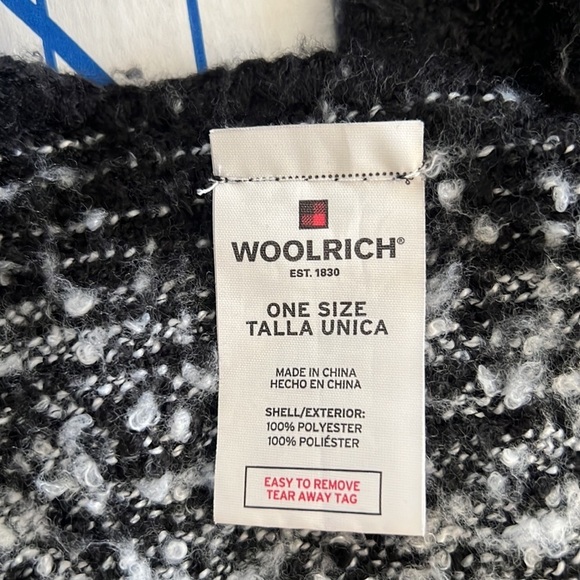 WOOLRICH®
EST. 1830
ONE SIZE
TALLA UNICA
MADE IN CHINA
HECHO EN CHINA
SHELL/EXTERIOR:
100% POLYESTER
100% POLIÉSTER
EASY TO REMOVE
TEAR AWAY TAG